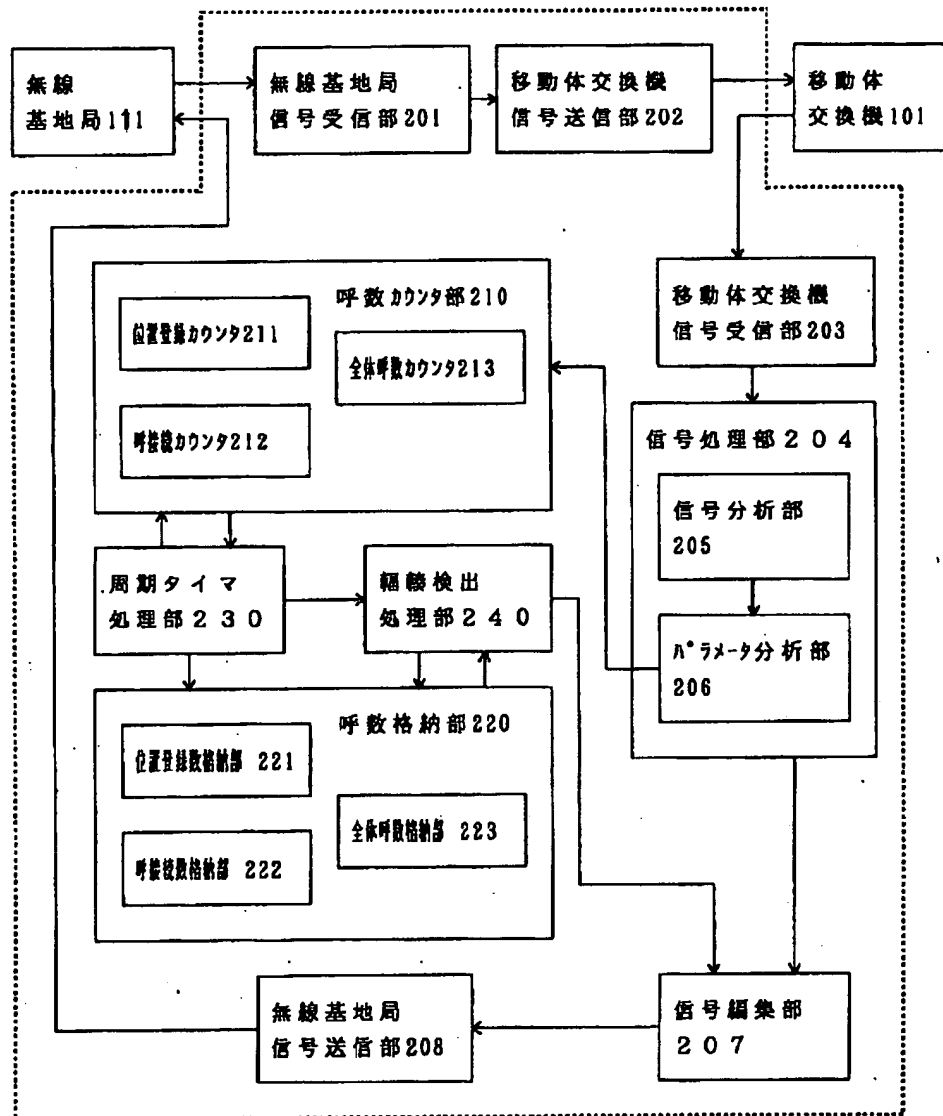 無線
基地局111
無線基地局
信号受信部201
移動体交換機
信号送信部202
移動体
交換機101
呼数カウンタ部210
位置登録カウンタ211
全体呼数カウンタ213
呼接続カウンタ212
移動体交換機
信号受信部203
信号処理部204
信号分析部
205
パラメータ分析部
206
周期タイマ
処理部230
輻輳検出
処理部240
呼数格納部220
位置登録数格納部 221
全体呼数格納部 223
呼接続数格納部 222
無線基地局
信号送信部208
信号編集部
207